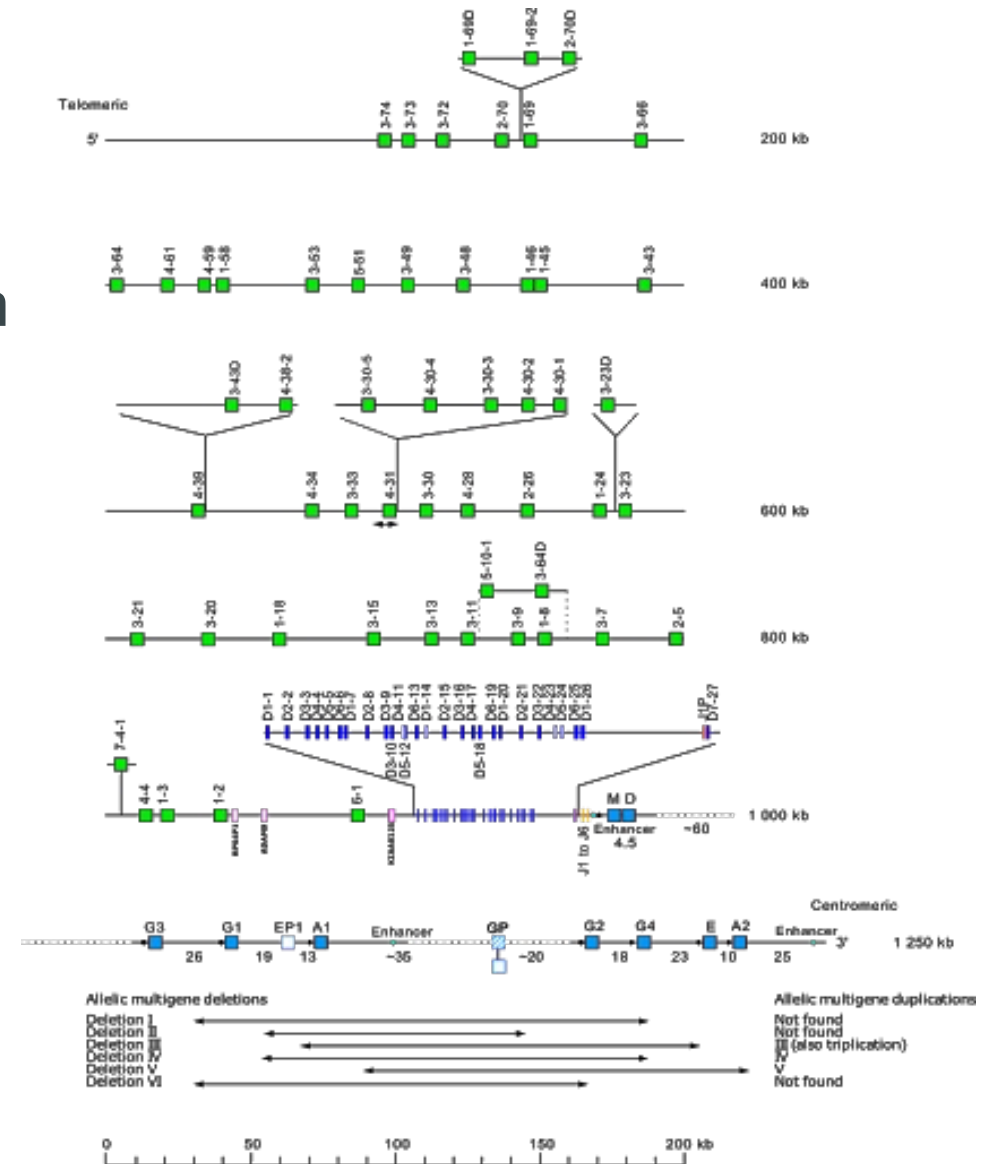 1-69D 1-69-2 2-70D
Telomeric
3-74 3-73 3-72 2-70 1-69 3-66
5' 200 kb
3-64 4-61 4-59 1-58 3-53 5-51 3-49 3-48 1-46 1-45 3-43
400 kb
n
3-43D 4-38-2 3-30-5 4-30-4 3-30-3 4-30-2 4-30-1 3-23D
4-39 4-34 3-33 4-31 3-30 4-28 2-26 1-24 3-23
600 kb
5-10-1 3-64D
3-21 3-20 1-18 3-15 3-13 3-11 3-9 1-8 3-7 2-5
800 kb
D1-1 D2-2 D3-3 D4-4 D5-5 D6-6 D1-7 D2-8 D3-9 D4-11 D6-13 D1-14 D2-15 D3-16 D4-17 D6-19 D1-20 D2-21 D3-22 D4-23 D5-24 D6-25 D1-26 J1P D7-27
D3-10 D5-12 D5-18
7-4-1
4-4 1-3 1-2 6-1 M D
1 000 kb
J1 to J6 Enhancer ~60
4.5
Centromeric
G3 G1 EP1 A1 Enhancer GP G2 G4 E A2 Enhancer
3' 1 250 kb
26 19 13 ~35 ~20 18 23 10 25
Allelic multigene deletions Allelic multigene duplications
Deletion I Not found
Deletion II Not found
Deletion III III (also triplication)
Deletion IV IV
Deletion V V
Deletion VI Not found
0 50 100 150 200 kb